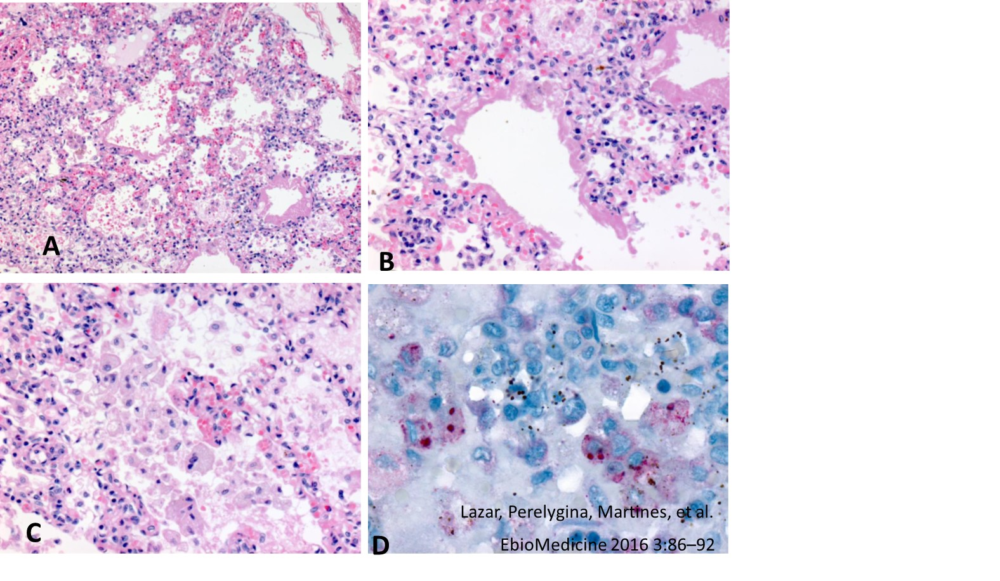 A
B
C
D
Lazar, Perelygina, Martines, et al.
EbioMedicine 2016 3:86–92